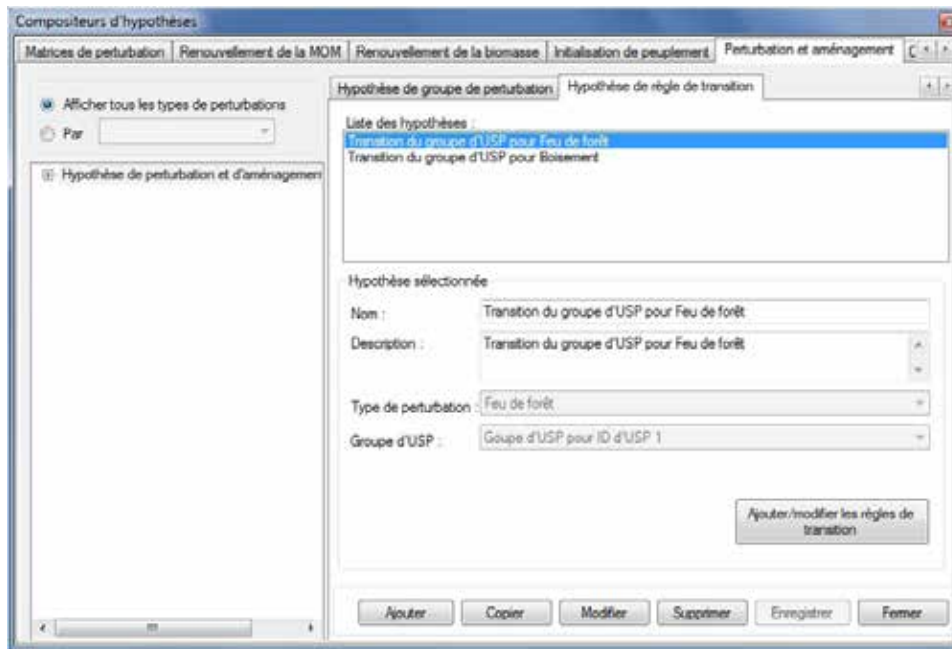 Compositeurs d'hypothèses
Matrices de perturbation
Renouvellement de la MOM
Renouvellement de la biomasse
Initialisation de peuplement
Perturbation et aménagement
Afficher tous les types de perturbations
Par
Hypothèse de perturbation et d'aménagemen
Hypothèse de groupe de perturbation
Hypothèse de règle de transition
Liste des hypothèses :
Transition du groupe d'USP pour Feu de forêt
Transition du groupe d'USP pour Boisement
Hypothèse sélectionnée
Nom :
Transition du groupe d'USP pour Feu de forêt
Description :
Transition du groupe d'USP pour Feu de forêt
Type de perturbation :
Feu de forêt
Groupe d'USP :
Goupe d'USP pour ID d'USP 1
Ajouter/modifier les règles de
transition
Ajouter
Copier
Modifier
Supprimer
Enregistrer
Fermer